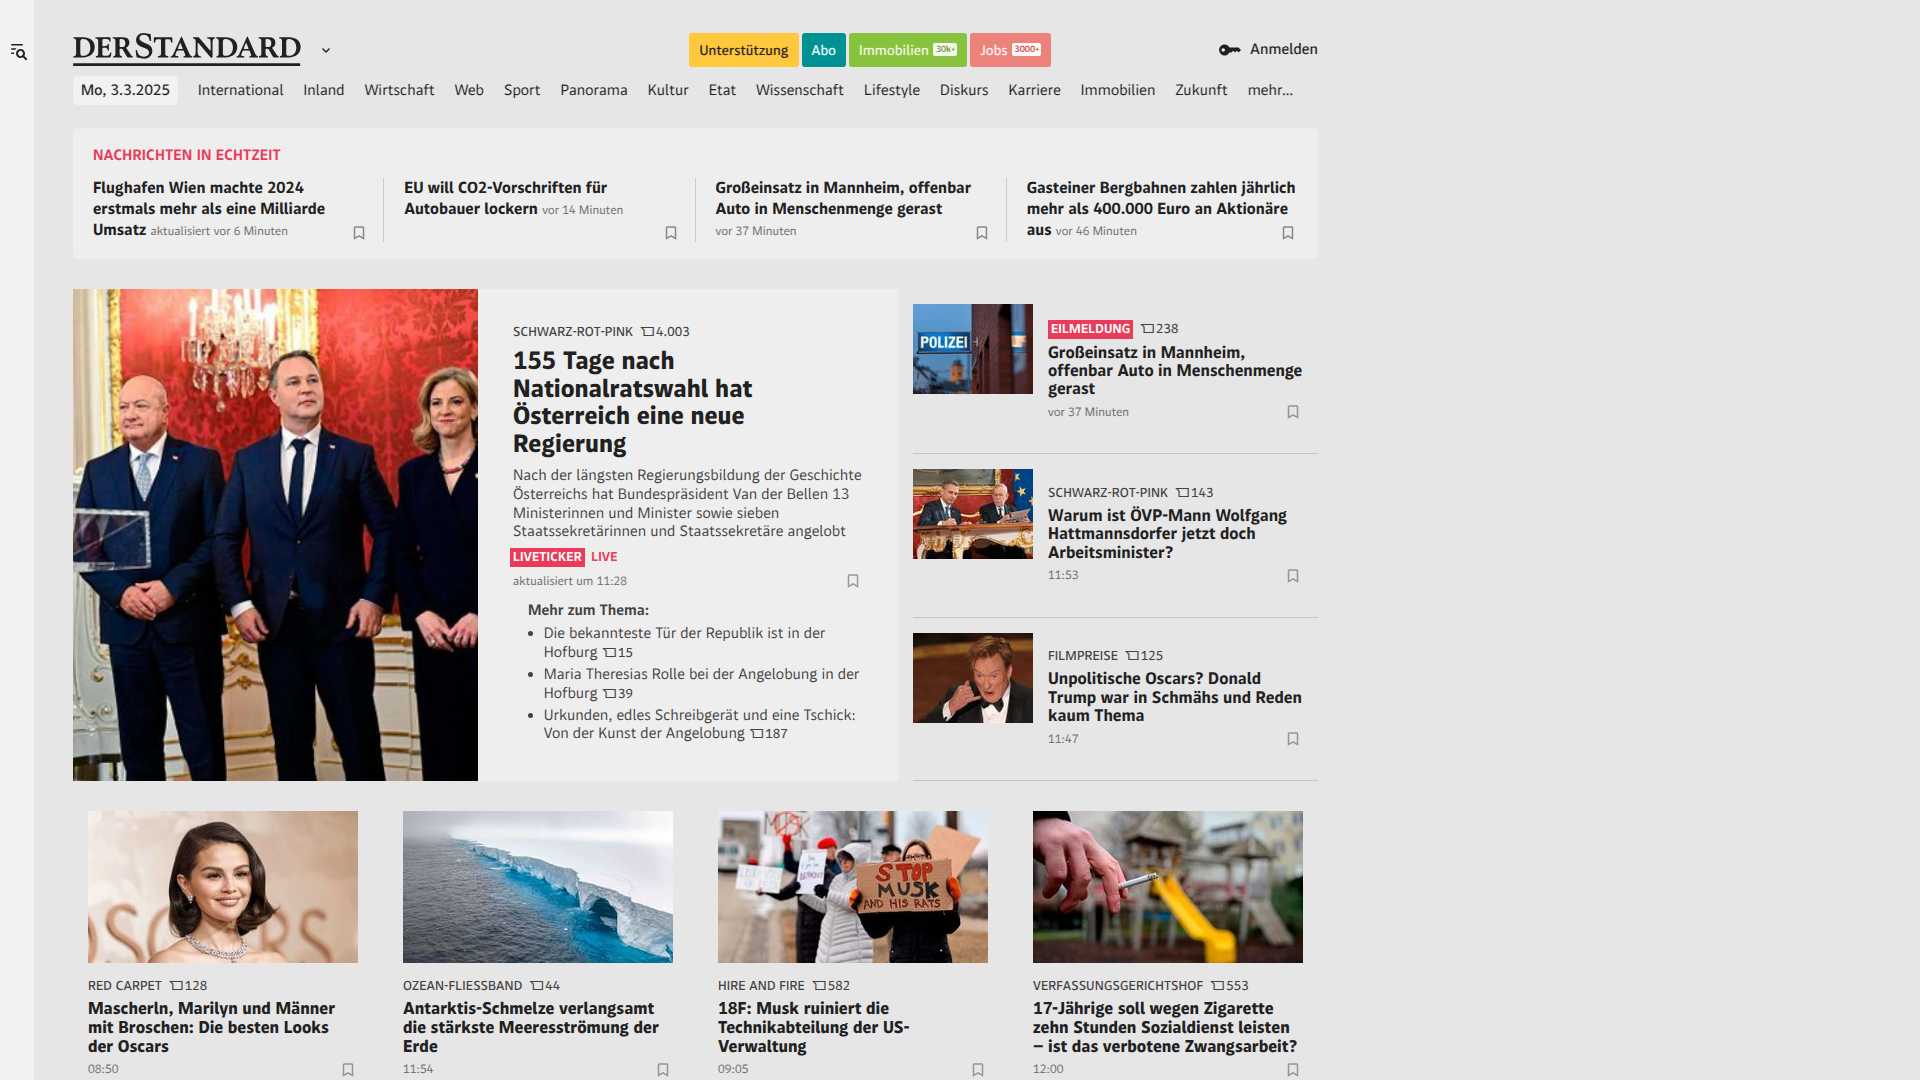 DERSTANDARD
Unterstützung
Abo
Immobilien 30k+
Jobs 3000+
Anmelden
Mo, 3.3.2025
International
Inland
Wirtschaft
Web
Sport
Panorama
Kultur
Etat
Wissenschaft
Lifestyle
Diskurs
Karriere
Immobilien
Zukunft
mehr...
NACHRICHTEN IN ECHTZEIT
Flughafen Wien machte 2024
erstmals mehr als eine Milliarde
Umsatz aktualisiert vor 6 Minuten
EU will CO2-Vorschriften für
Autobauer lockern vor 14 Minuten
Großeinsatz in Mannheim, offenbar
Auto in Menschenmenge gerast
vor 37 Minuten
Gasteiner Bergbahnen zahlen jährlich
mehr als 400.000 Euro an Aktionäre
aus vor 46 Minuten
SCHWARZ-ROT-PINK 4.003
155 Tage nach
Nationalratswahl hat
Österreich eine neue
Regierung
Nach der längsten Regierungsbildung der Geschichte
Österreichs hat Bundespräsident Van der Bellen 13
Ministerinnen und Minister sowie sieben
Staatssekretärinnen und Staatssekretäre angelobt
LIVETICKER LIVE
aktualisiert um 11:28
Mehr zum Thema:
Die bekannteste Tür der Republik ist in der
Hofburg 15
Maria Theresias Rolle bei der Angelobung in der
Hofburg 39
Urkunden, edles Schreibgerät und eine Tschick:
Von der Kunst der Angelobung 187
POLIZEI
EILMELDUNG 238
Großeinsatz in Mannheim,
offenbar Auto in Menschenmenge
gerast
vor 37 Minuten
SCHWARZ-ROT-PINK 143
Warum ist ÖVP-Mann Wolfgang
Hattmannsdorfer jetzt doch
Arbeitsminister?
11:53
FILMPREISE 125
Unpolitische Oscars? Donald
Trump war in Schmähs und Reden
kaum Thema
11:47
OSCARS
RED CARPET 128
Mascherln, Marilyn und Männer
mit Broschen: Die besten Looks
der Oscars
08:50
OZEAN-FLIESSBAND 44
Antarktis-Schmelze verlangsamt
die stärkste Meeresströmung der
Erde
11:54
MUSK
STOP
MUSK
AND HIS RATS
HIRE AND FIRE 582
18F: Musk ruiniert die
Technikabteilung der US-
Verwaltung
09:05
VERFASSUNGSGERICHTSHOF 553
17-Jährige soll wegen Zigarette
zehn Stunden Sozialdienst leisten
– ist das verbotene Zwangsarbeit?
12:00